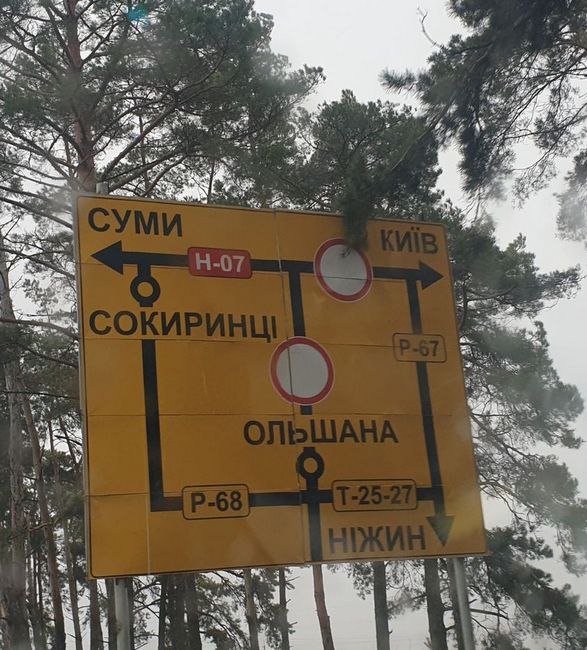 СУМИ
КИЇВ
Н-07
СОКИРИНЦІ
Р-67
ОЛЬШАНА
Р-68
Т-25-27
НІЖИН